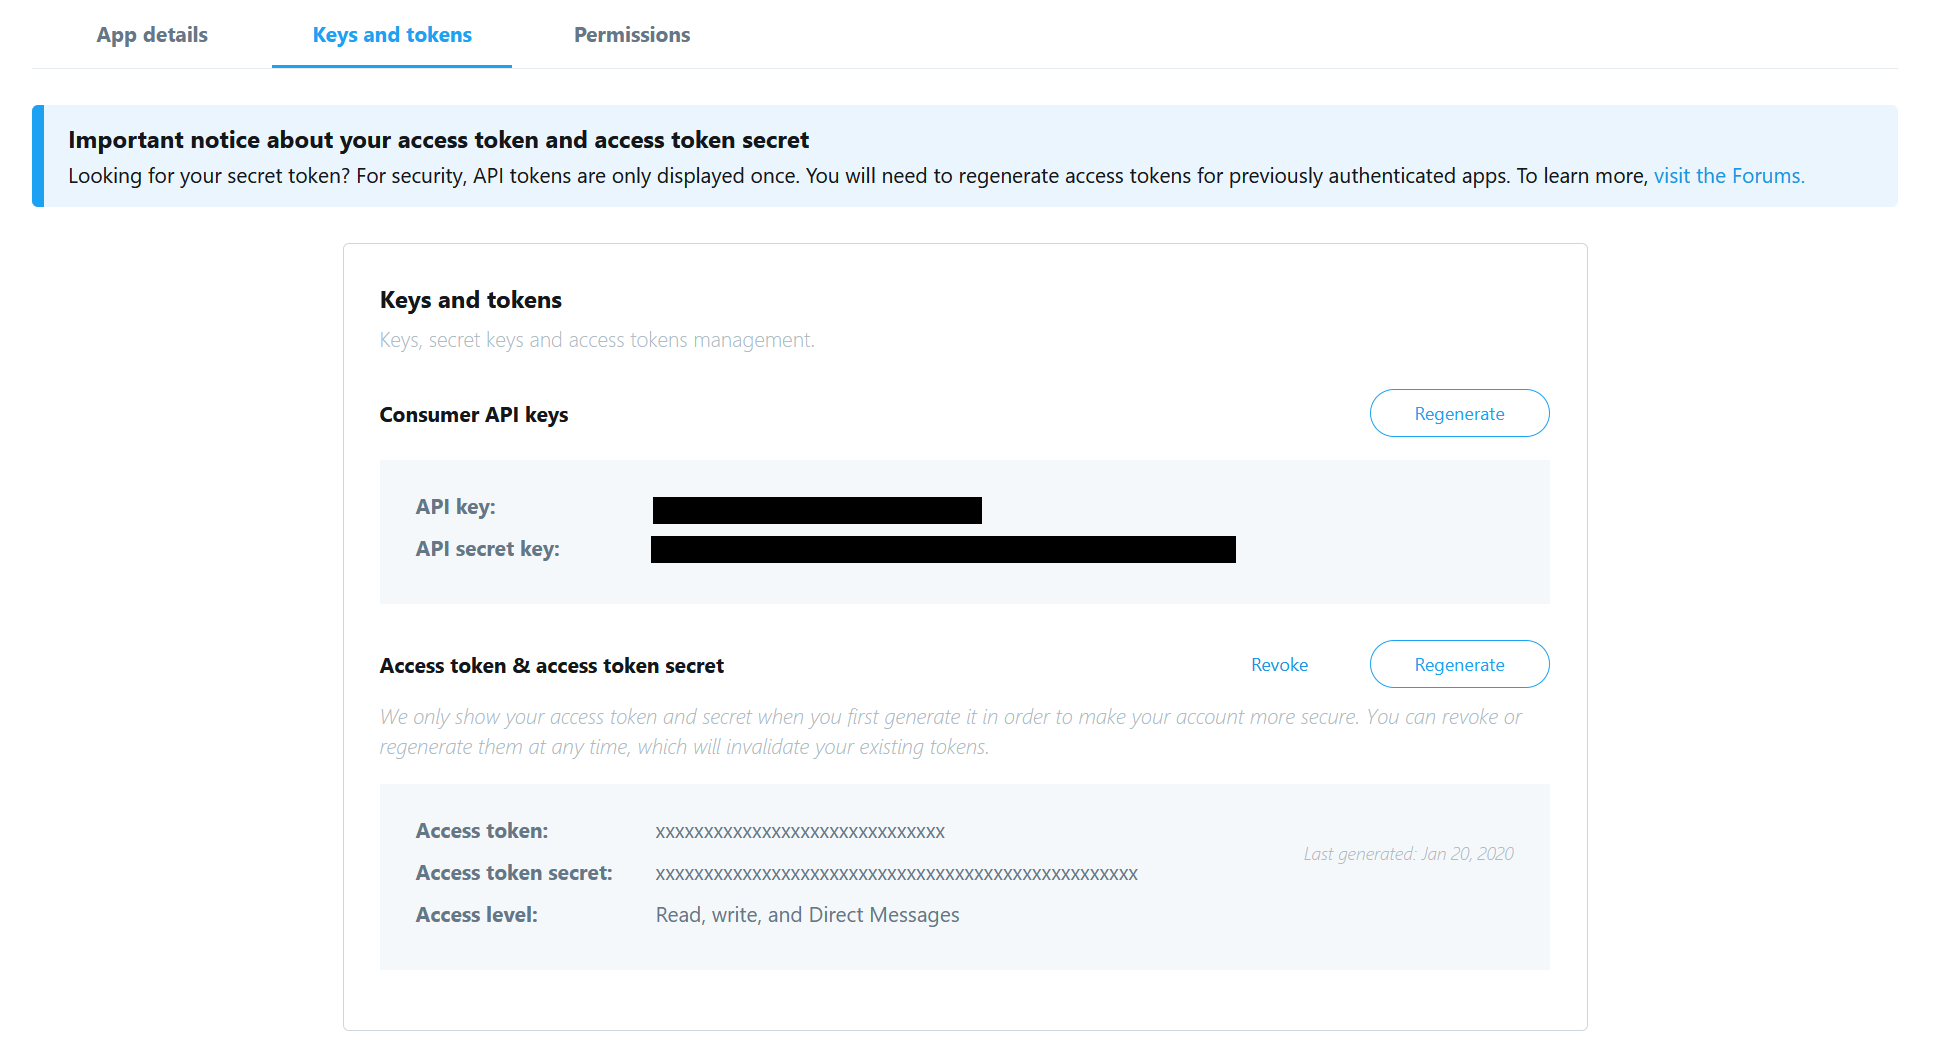 App details Keys and tokens Permissions
Important notice about your access token and access token secret
Looking for your secret token? For security, API tokens are only displayed once. You will need to regenerate access tokens for previously authenticated apps. To learn more, visit the Forums.
Keys and tokens
Keys, secret keys and access tokens management.
Consumer API keys Regenerate
API key:
API secret key:
Access token & access token secret Revoke Regenerate
We only show your access token and secret when you first generate it in order to make your account more secure. You can revoke or
regenerate them at any time, which will invalidate your existing tokens.
Access token: xxxxxxxxxxxxxxxxxxxxxxxxxxxxxx
Last generated: Jan 20, 2020
Access token secret: xxxxxxxxxxxxxxxxxxxxxxxxxxxxxxxxxxxxxxxxxxxxxxxxxx
Access level: Read, write, and Direct Messages